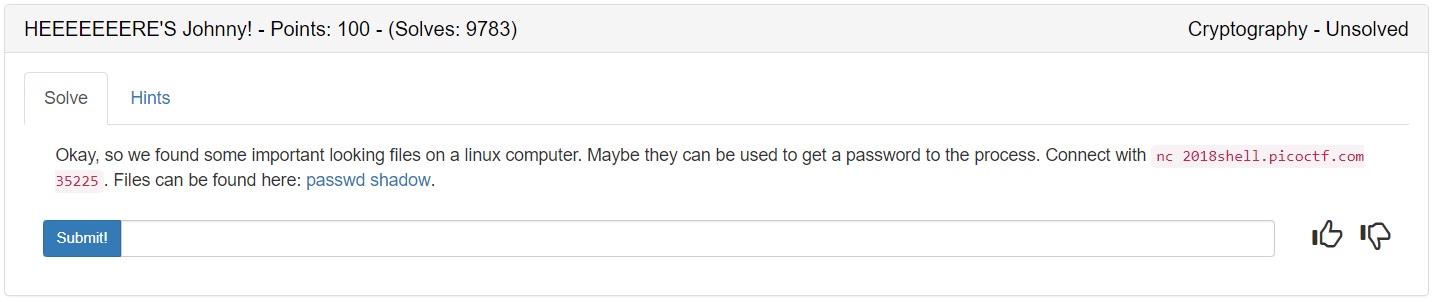 HEEEEEEERE'S Johnny! - Points: 100 - (Solves: 9783) Cryptography - Unsolved
Solve Hints
Okay, so we found some important looking files on a linux computer. Maybe they can be used to get a password to the process. Connect with nc 2018shell.picoctf.com
35225 . Files can be found here: passwd shadow.
Submit!